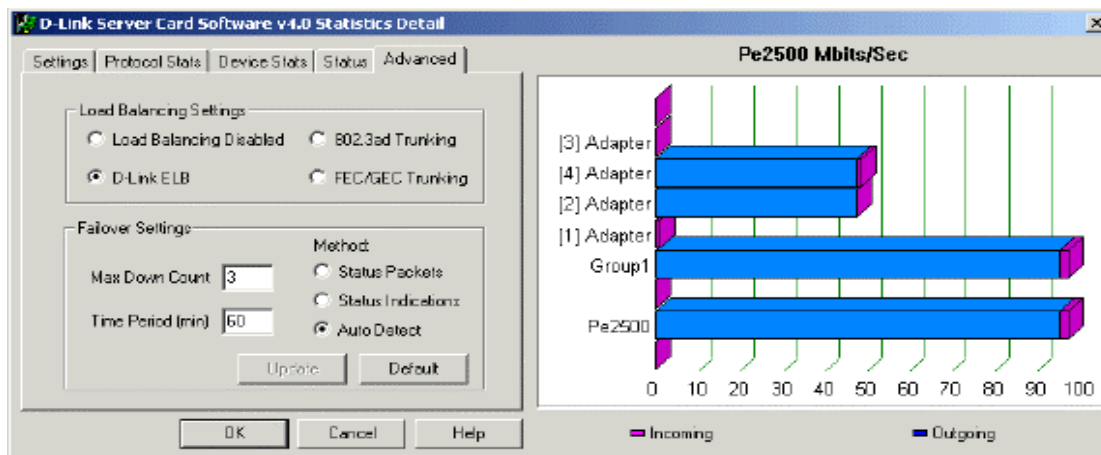 D-Link Server Card Software v4.0 Statistics Detail
Settings Protocol Stats Device Stats Status Advanced
Load Balancing Settings
Load Balancing Disabled
802.3ad Trunking
D-Link ELB
FEC/GEC Trunking
Failover Settings
Method:
Max Down Count 3
Status Packets
Status Indications
Time Period (min) 60
Auto Detect
Update Default
OK Cancel Help
Pe2500 Mbits/Sec
[3] Adapter
[4] Adapter
[2] Adapter
[1] Adapter
Group1
Pe2500
0 10 20 30 40 50 60 70 80 90 100
Incoming Outgoing